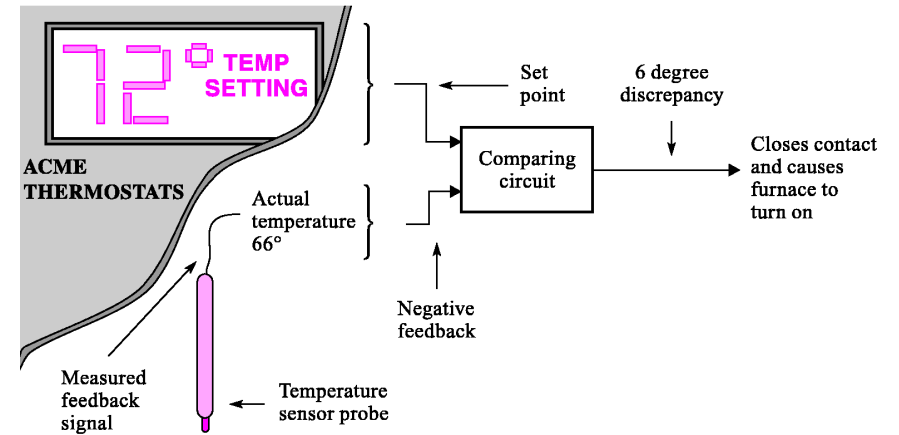 72°
TEMP
SETTING
ACME
THERMOSTATS
Set
point
6 degree
discrepancy
Comparing
circuit
Closes contact
and causes
furnace to
turn on
Actual
temperature
66°
Negative
feedback
Measured
feedback
signal
Temperature
sensor probe